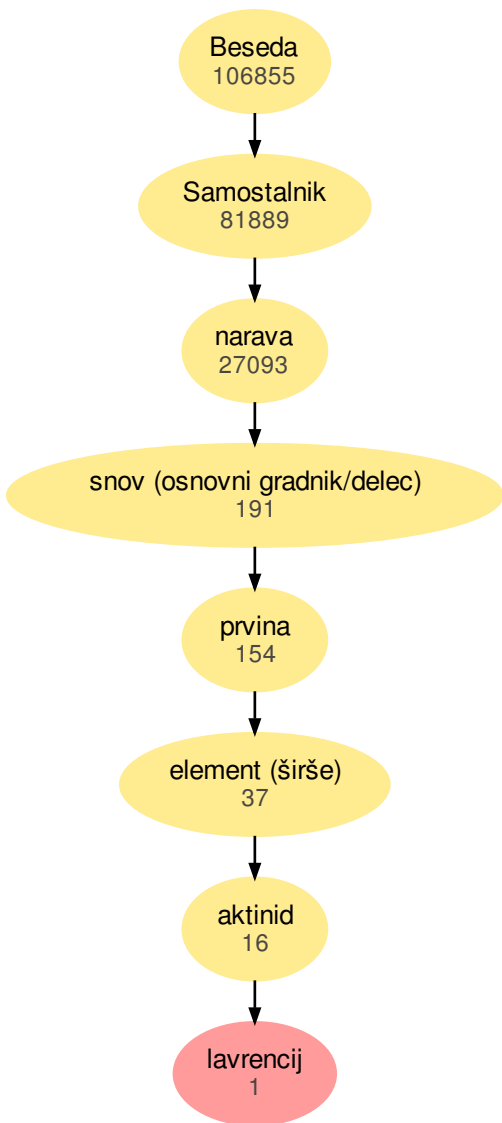 Beseda
106855
Samostalnik
81889
narava
27093
snov (osnovni gradnik/delec)
191
prvina
154
element (širše)
37
aktinid
16
lavrencij
1